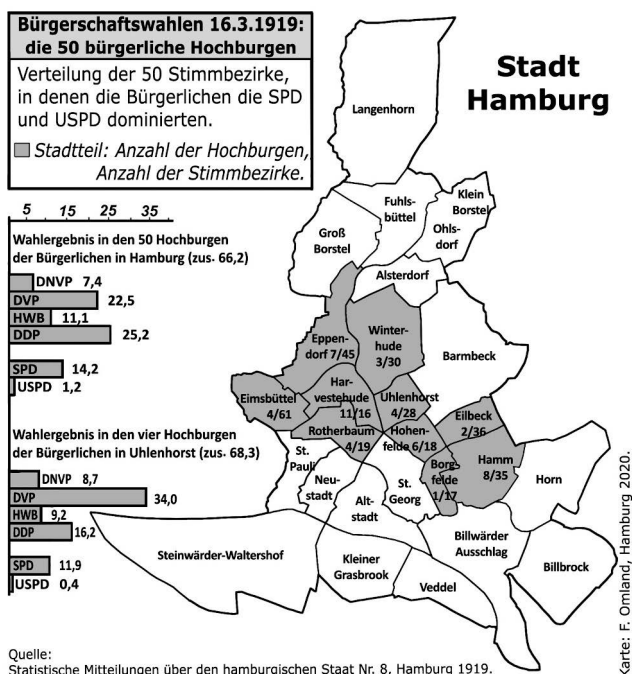 Bürgerschaftswahlen 16.3.1919:
die 50 bürgerliche Hochburgen
Verteilung der 50 Stimmbezirke,
in denen die Bürgerlichen die SPD
und USPD dominierten.
Stadtteil: Anzahl der Hochburgen,
Anzahl der Stimmbezirke.
Stadt
Hamburg
5 15 25 35
Wahlergebnis in den 50 Hochburgen
der Bürgerlichen in Hamburg (zus. 66,2)
DNVP 7,4
DVP 22,5
HWB 11,1
DDP 25,2
SPD 14,2
USPD 1,2
Wahlergebnis in den vier Hochburgen
der Bürgerlichen in Uhlenhorst (zus. 68,3)
DNVP 8,7
DVP 34,0
HWB 9,2
DDP 16,2
SPD 11,9
USPD 0,4
Langenhorn
Fuhls-
büttel
Klein
Borstel
Ohls-
dorf
Groß
Borstel
Alsterdorf
Eppen-
dorf 7/45
Winter-
hude
3/30
Barmbeck
Eimsbüttel
4/61
Har-
vestehude
11/16
Uhlenhorst
4/28
Eilbeck
2/36
Rotherbaum
4/19
Hohen-
felde 6/18
Borg-
felde
1/17
Hamm
8/35
Horn
St.
Pauli
Neu-
stadt
Alt-
stadt
St.
Georg
Billwärder
Ausschlag
Billbrock
Steinwärder-Waltershof
Kleiner
Grasbrook
Veddel
Karte: F. Omland, Hamburg 2020.
Quelle:
Statistische Mitteilungen über den hamburgischen Staat Nr. 8, Hamburg 1919.